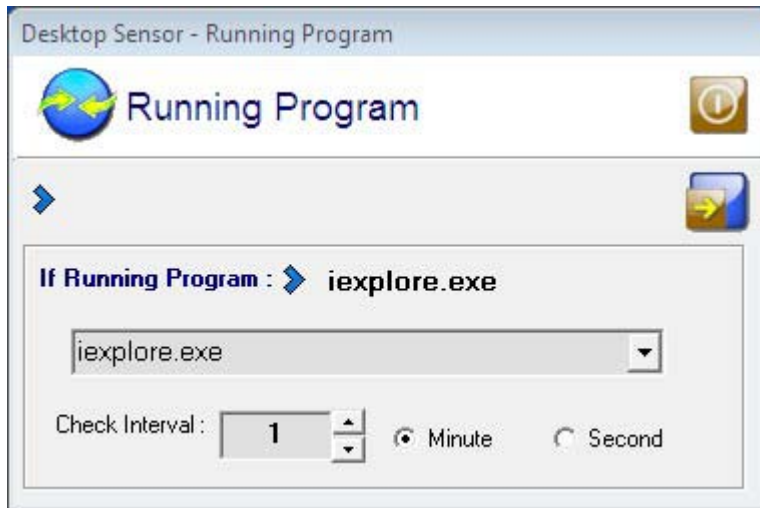 Desktop Sensor - Running Program
Running Program
If Running Program : iexplore.exe
iexplore.exe
Check Interval : 1 Minute Second